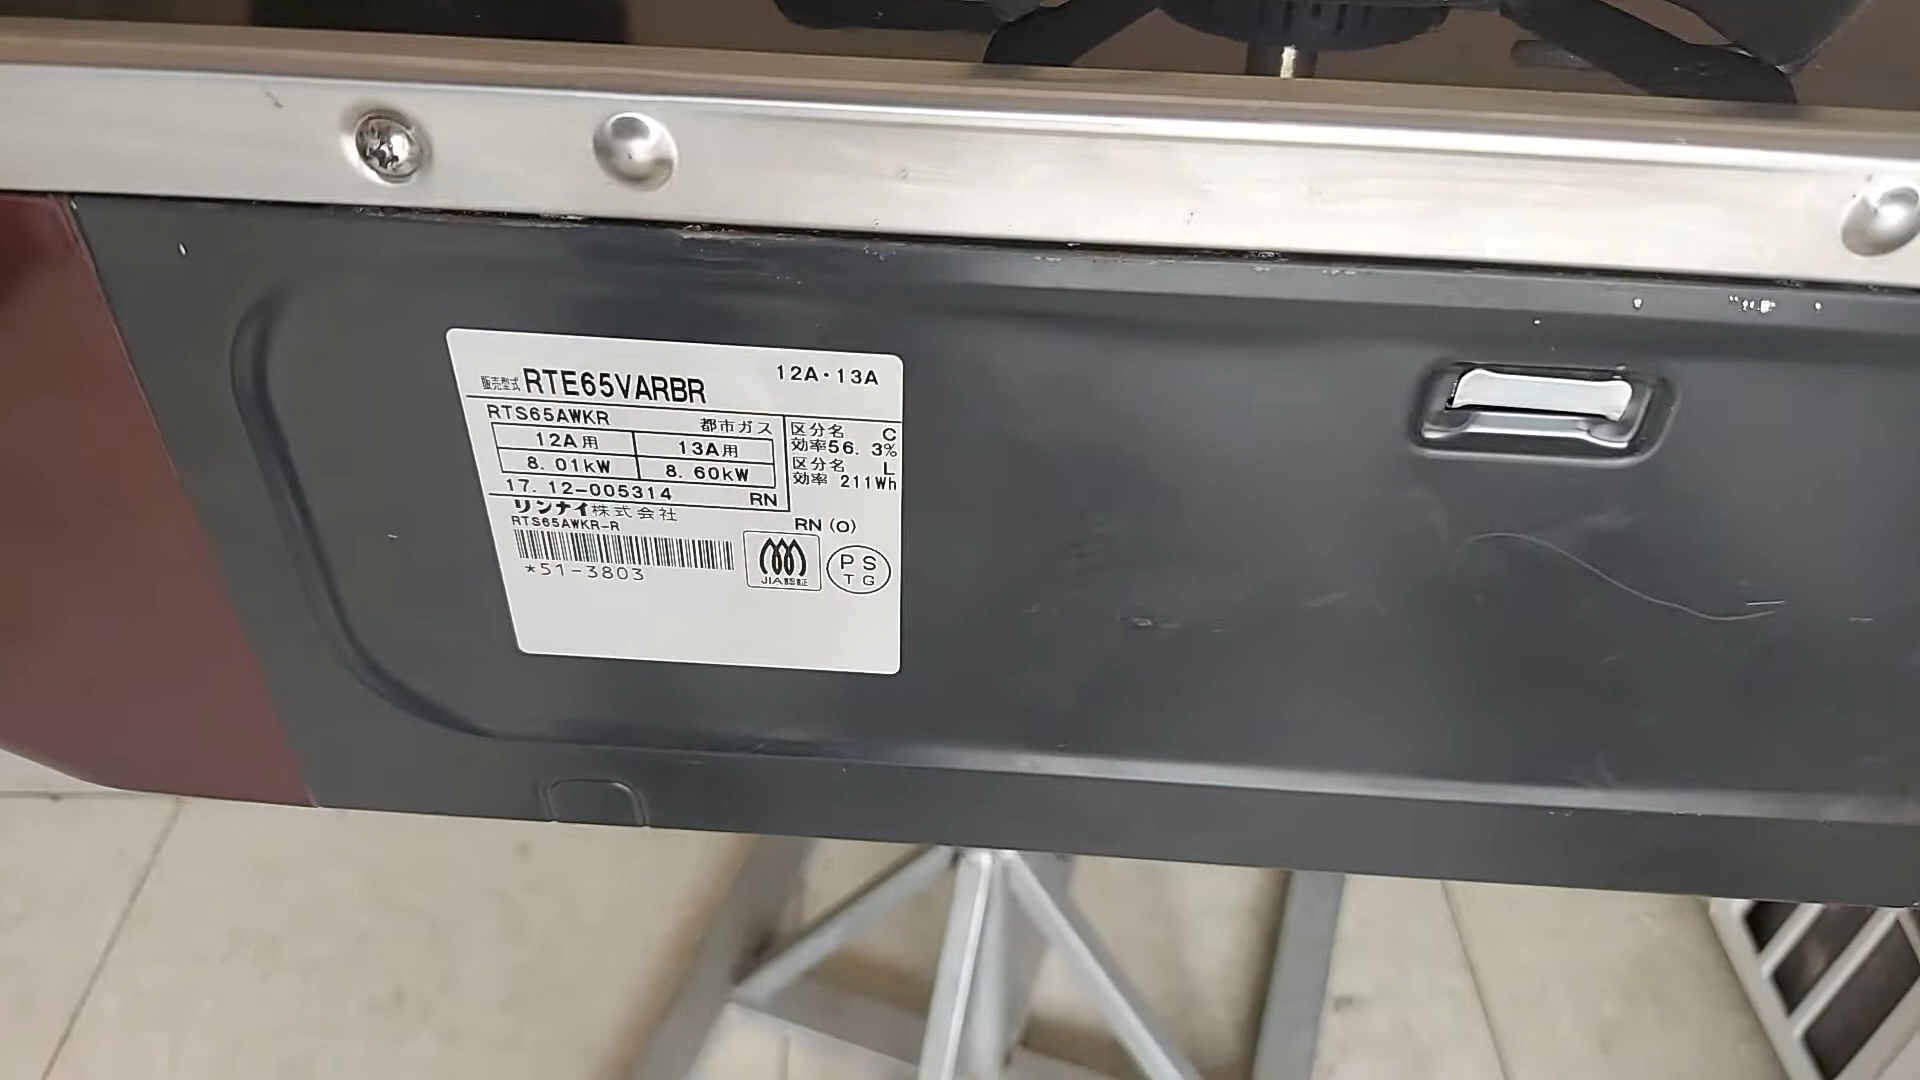 販売型式 RTE65VARBR 12A・13A
RTS65AWKR 都市ガス
12A用 13A用
8.01kW 8.60kW
17.12-005314 RN
区分名 C
効率56.3%
区分名 L
効率 211Wh
リンナイ株式会社
RTS65AWKR-R RN(O)
*51-3803
JIA認証
PS
TG